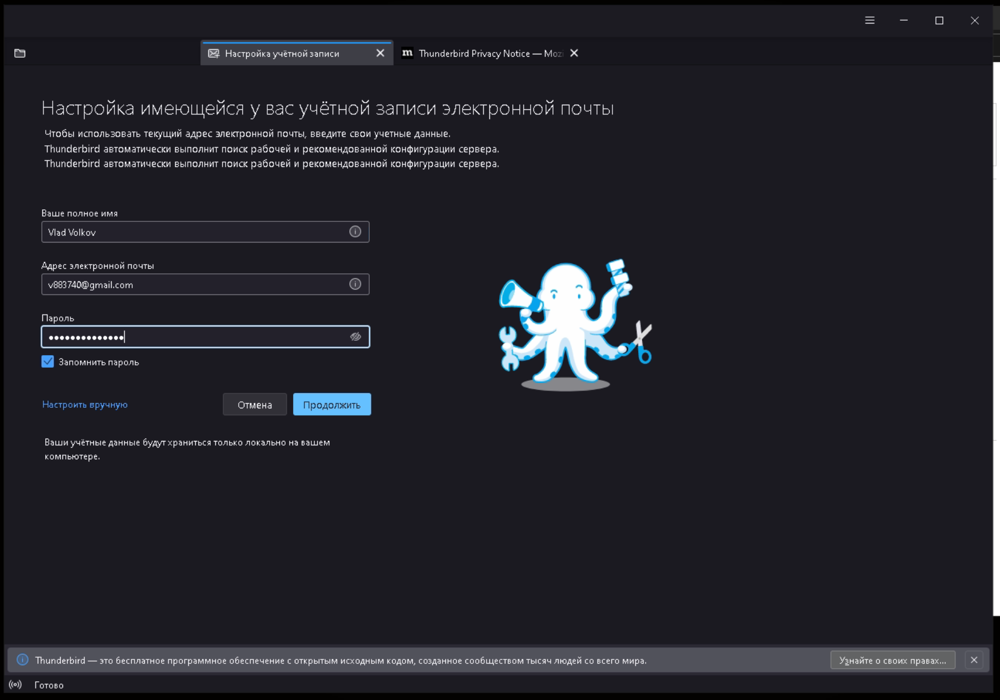 Настройка учётной записи
Thunderbird Privacy Notice — Mozi
Настройка имеющейся у вас учётной записи электронной почты
Чтобы использовать текущий адрес электронной почты, введите свои учетные данные.
Thunderbird автоматически выполнит поиск рабочей и рекомендованной конфигурации сервера.
Thunderbird автоматически выполнит поиск рабочей и рекомендованной конфигурации сервера.
Ваше полное имя
Vlad Volkov
Адрес электронной почты
v883740@gmail.com
Пароль
••••••••••••••
Запомнить пароль
Настроить вручную
Отмена
Продолжить
Ваши учётные данные будут храниться только локально на вашем
компьютере.
Thunderbird — это бесплатное программное обеспечение с открытым исходным кодом, созданное сообществом тысяч людей со всего мира.
Узнайте о своих правах...
Готово